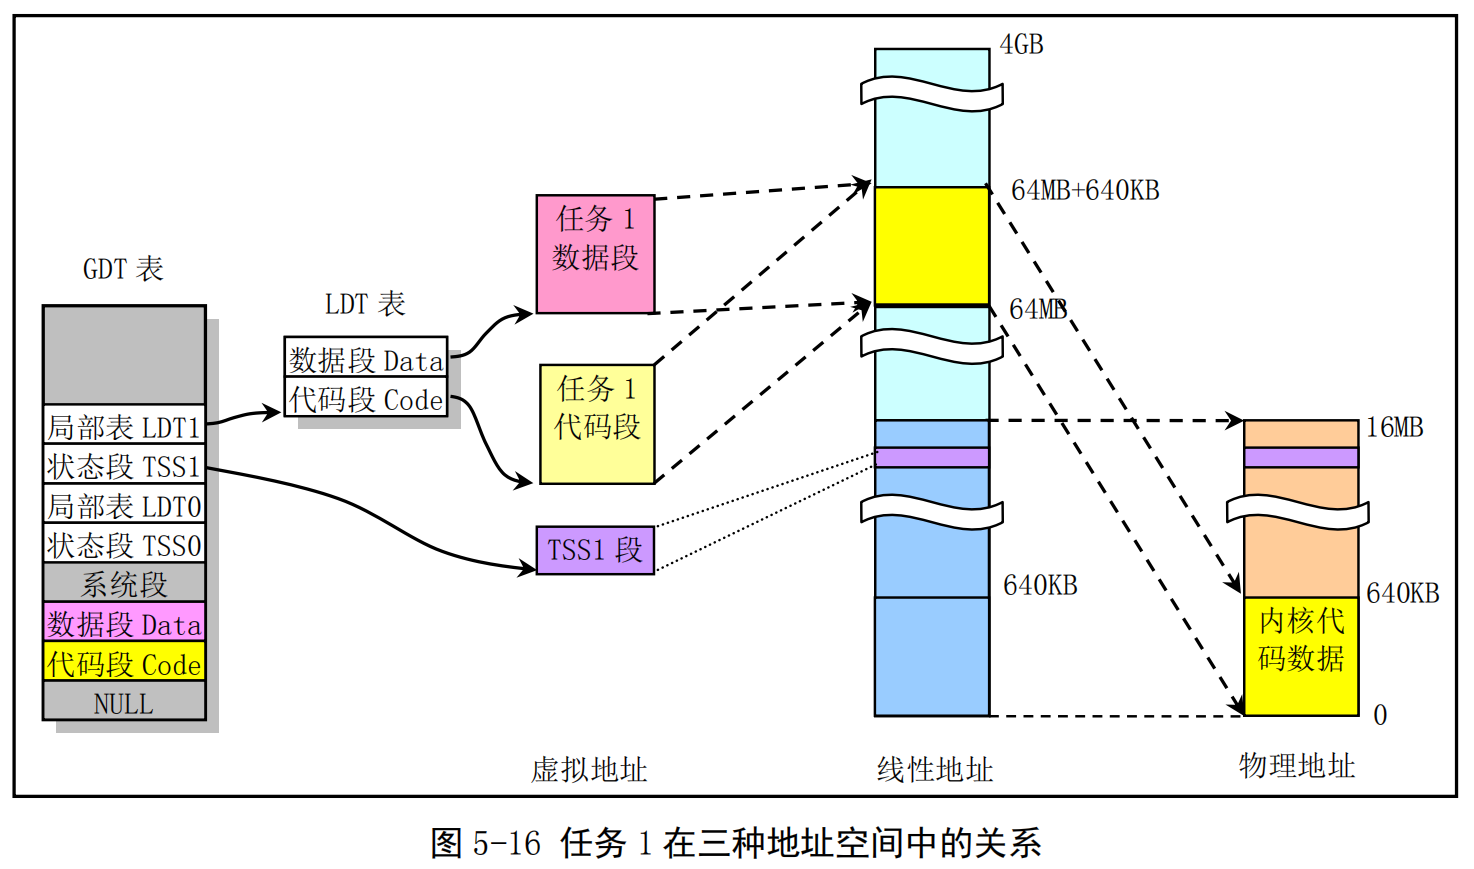 4GB
64MB+640KB
任务 1
数据段
GDT 表
LDT 表
64MB
数据段 Data
代码段 Code
任务 1
代码段
局部表 LDT1
状态段 TSS1
局部表 LDT0
状态段 TSS0
系统段
数据段 Data
代码段 Code
NULL
TSS1 段
16MB
640KB
640KB
内核代
码数据
0
虚拟地址
线性地址
物理地址
图 5-16 任务 1 在三种地址空间中的关系